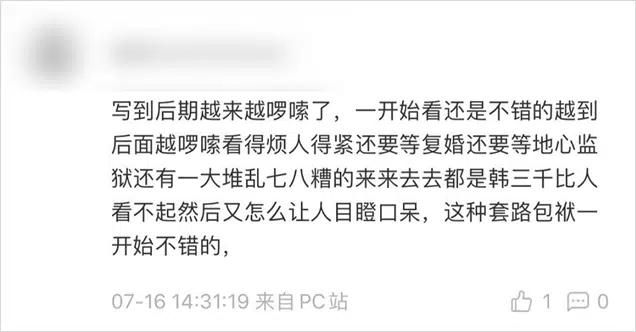 写到后期越来越啰嗦了，一开始看还是不错的越到
后面越啰嗦看得烦人得紧还要等复婚还要等地心监
狱还有一大堆乱七八糟的来来去去都是韩三千比人
看不起然后又怎么让人目瞪口呆，这种套路包袱一
开始不错的，
07-16 14:31:19 来自PC站 1 0